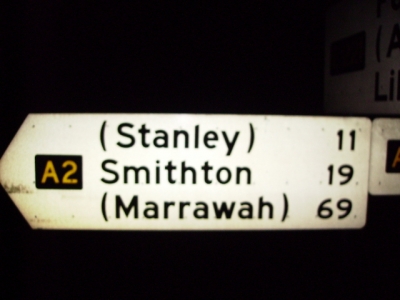 (Stanley) 11
A2 Smithton 19
(Marrawah) 69